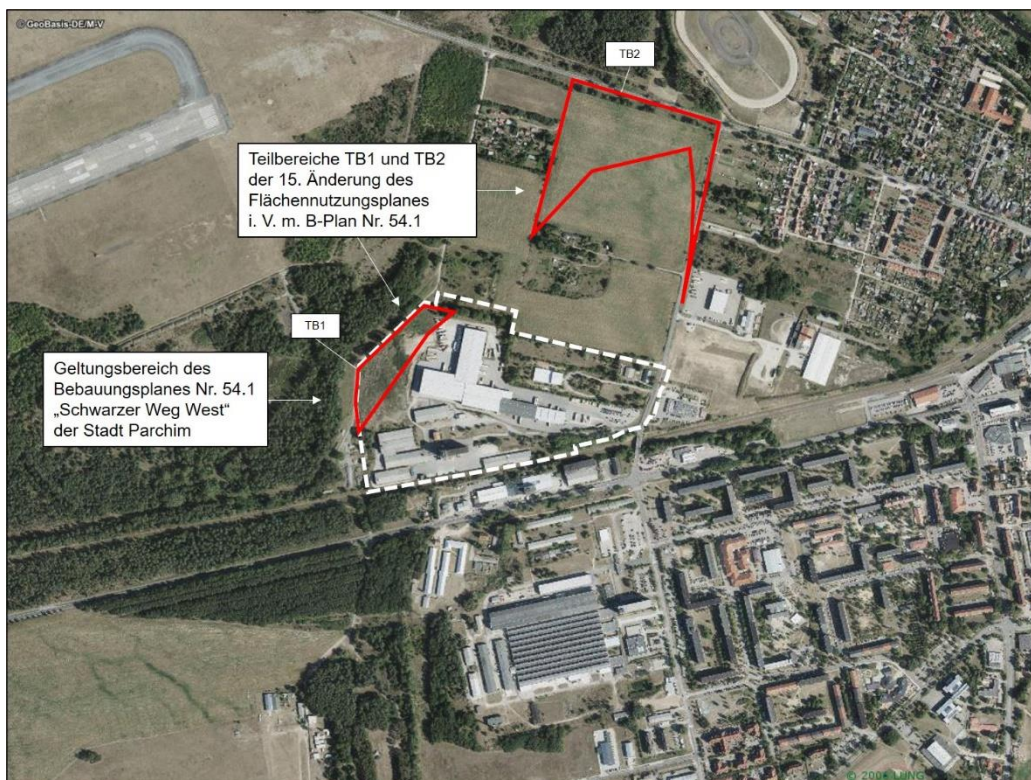 © GeoBasis-DE/M-V
TB2
Teilbereiche TB1 und TB2
der 15. Änderung des
Flächennutzungsplanes
i. V. m. B-Plan Nr. 54.1
TB1
Geltungsbereich des
Bebauungsplanes Nr. 54.1
„Schwarzer Weg West“
der Stadt Parchim